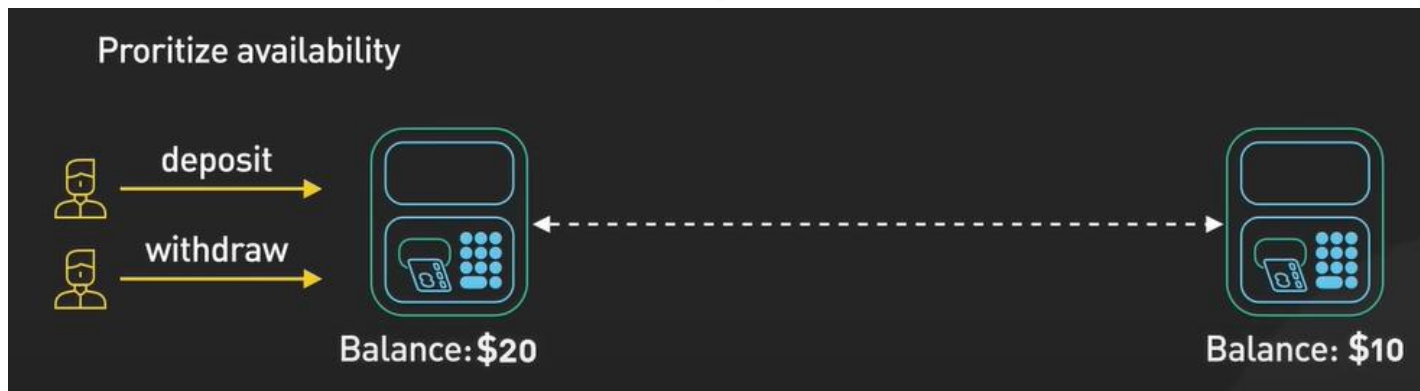 Proritize availability
deposit
withdraw
Balance: $20
Balance: $10